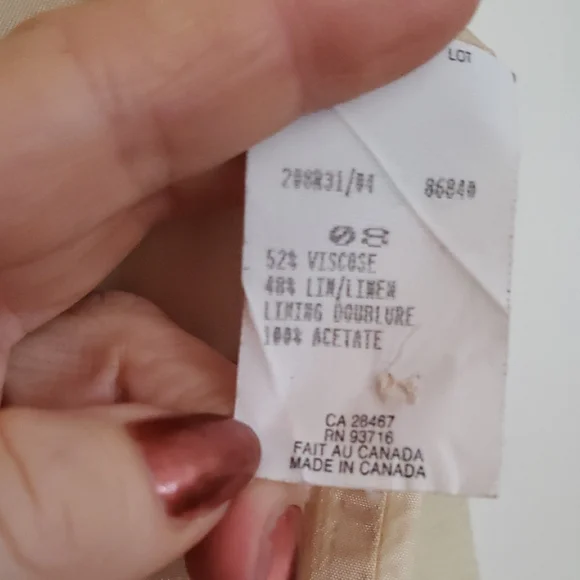 LOT
208R31/04 86840
08
52% VISCOSE
48% LIN/LINEN
LINING DOUBLURE
100% ACETATE
CA 28467
RN 93716
FAIT AU CANADA
MADE IN CANADA